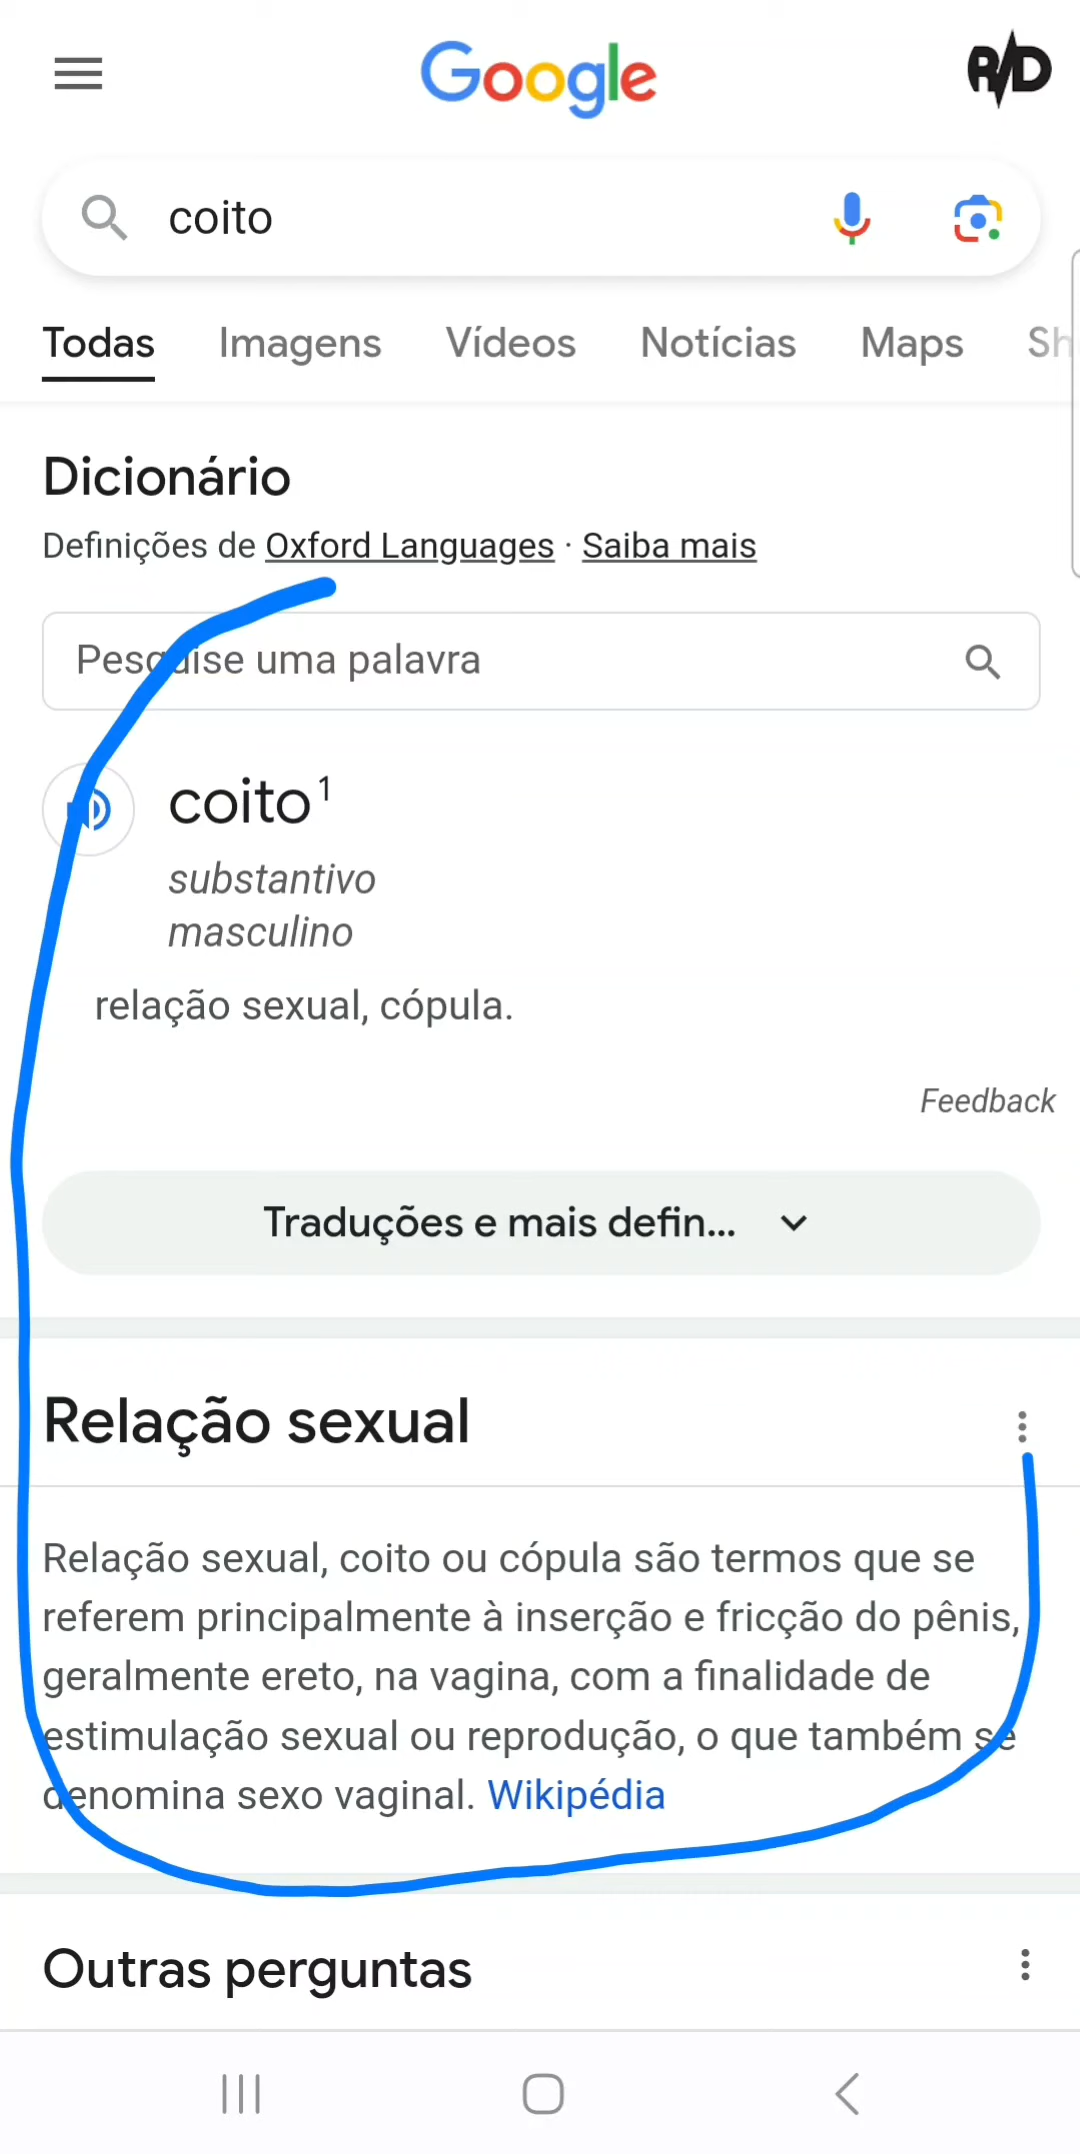 Google
R/D
coito
Todas Imagens Vídeos Notícias Maps Sh
Dicionário
Definições de Oxford Languages · Saiba mais
Pesquise uma palavra
coito¹
substantivo
masculino
relação sexual, cópula.
Feedback
Traduções e mais defin...
Relação sexual
Relação sexual, coito ou cópula são termos que se
referem principalmente à inserção e fricção do pênis,
geralmente ereto, na vagina, com a finalidade de
estimulação sexual ou reprodução, o que também se
denomina sexo vaginal. Wikipédia
Outras perguntas